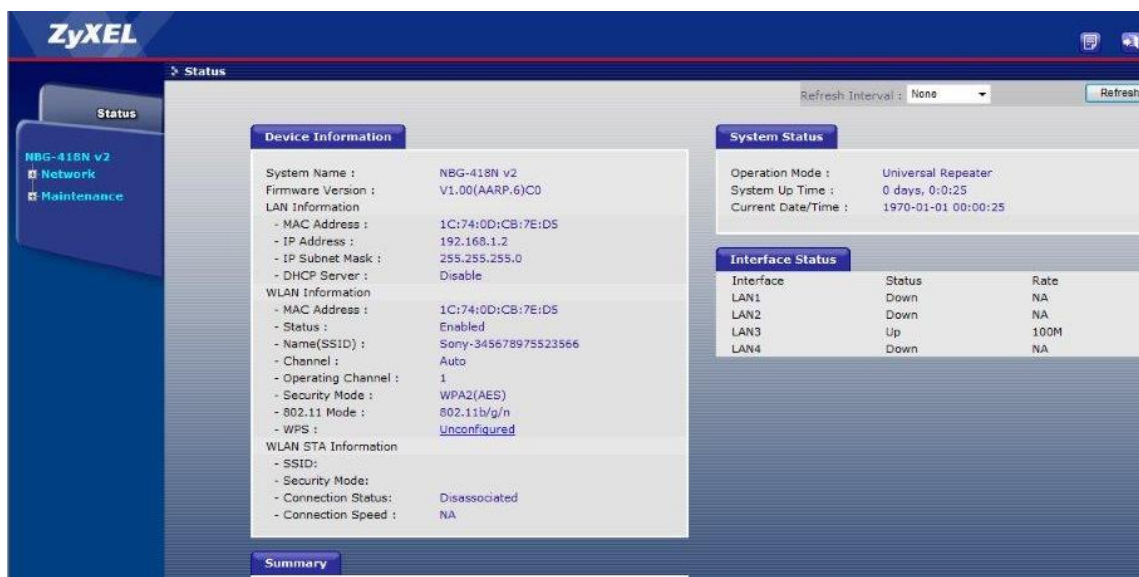 ZyXEL
Status
Refresh Interval : None Refresh
Status
NBG-418N v2
Network
Maintenance
Device Information
System Name : NBG-418N v2
Firmware Version : V1.00(AARP.6)C0
LAN Information
- MAC Address : 1C:74:0D:CB:7E:D5
- IP Address : 192.168.1.2
- IP Subnet Mask : 255.255.255.0
- DHCP Server : Disable
WLAN Information
- MAC Address : 1C:74:0D:CB:7E:D5
- Status : Enabled
- Name(SSID) : Sony-345678975523566
- Channel : Auto
- Operating Channel : 1
- Security Mode : WPA2(AES)
- 802.11 Mode : 802.11b/g/n
- WPS : Unconfigured
WLAN STA Information
- SSID:
- Security Mode:
- Connection Status: Disassociated
- Connection Speed : NA
Summary
System Status
Operation Mode : Universal Repeater
System Up Time : 0 days, 0:0:25
Current Date/Time : 1970-01-01 00:00:25
Interface Status
Interface Status Rate
LAN1 Down NA
LAN2 Down NA
LAN3 Up 100M
LAN4 Down NA